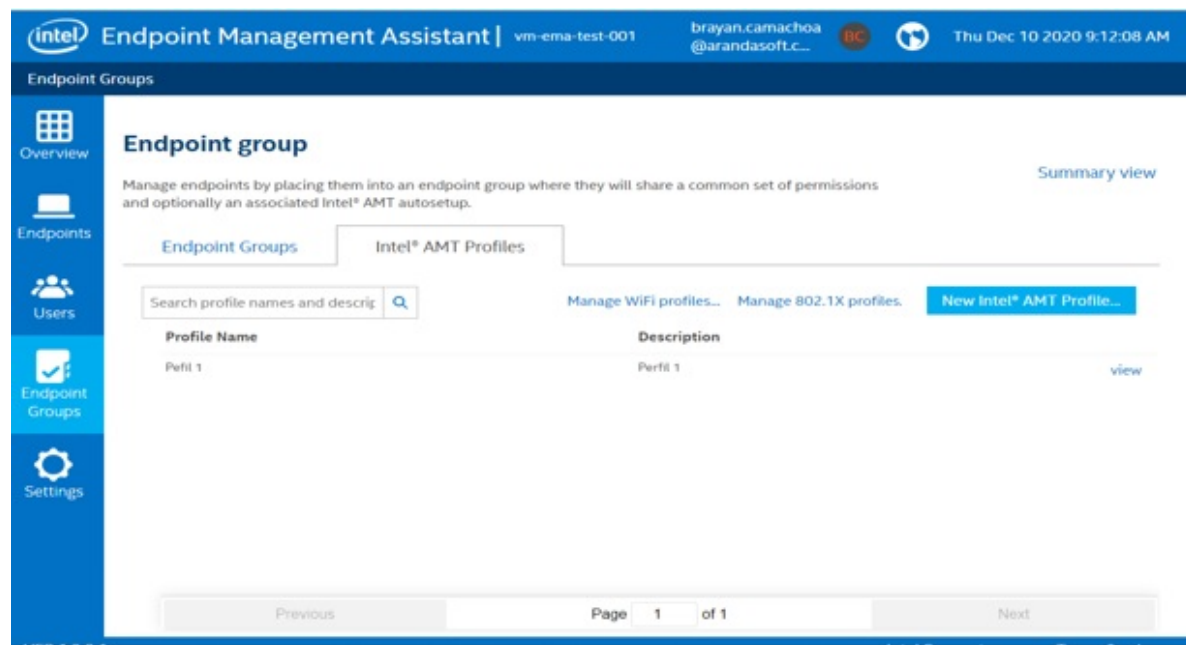 intel Endpoint Management Assistant | vm-ema-test-001
brayan.camachoa
@arandasoft.c...
BC
Thu Dec 10 2020 9:12:08 AM
Endpoint Groups
Overview
Endpoints
Users
Endpoint
Groups
Settings
Endpoint group
Summary view
Manage endpoints by placing them into an endpoint group where they will share a common set of permissions
and optionally an associated Intel® AMT autosetup.
Endpoint Groups Intel® AMT Profiles
Search profile names and descrip Manage WiFi profiles... Manage 802.1X profiles. New Intel® AMT Profile...
Profile Name Description
Pefil 1 Perfil 1 view
Previous Page 1 of 1 Next